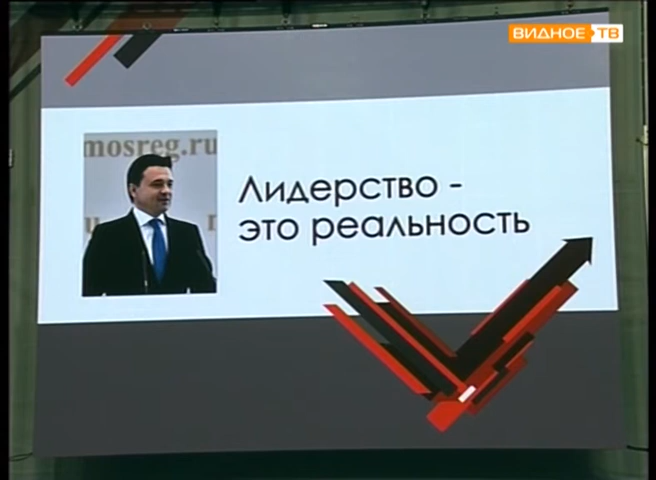 ВИДНОЕ ТВ
mosreg.ru
Лидерство -
это реальность